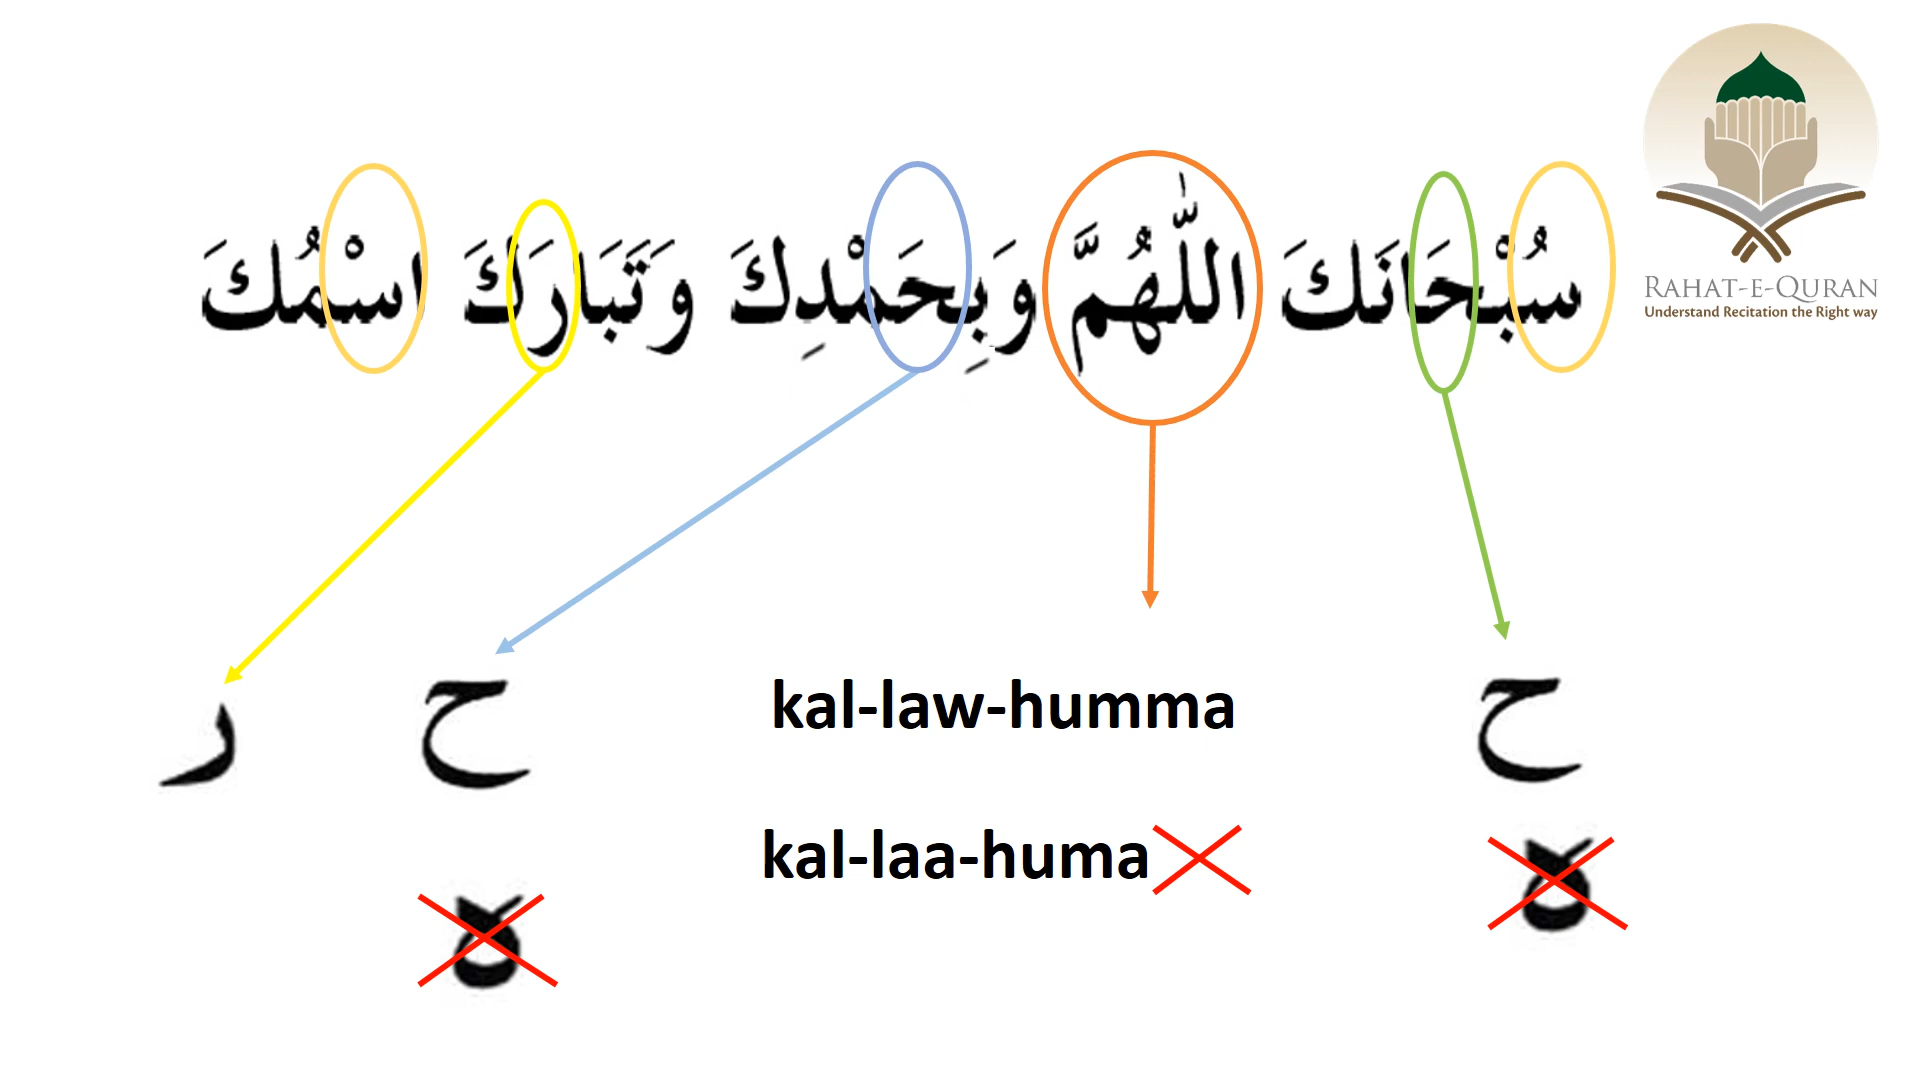 سُبْحَانَكَ اللّٰهُمَّ وَبِحَمْدِكَ وَتَبَارَكَ اسْمُكَ
RAHAT-E-QURAN
Understand Recitation the Right way
ر ح kal-law-humma ح
kal-laa-huma
ه ه